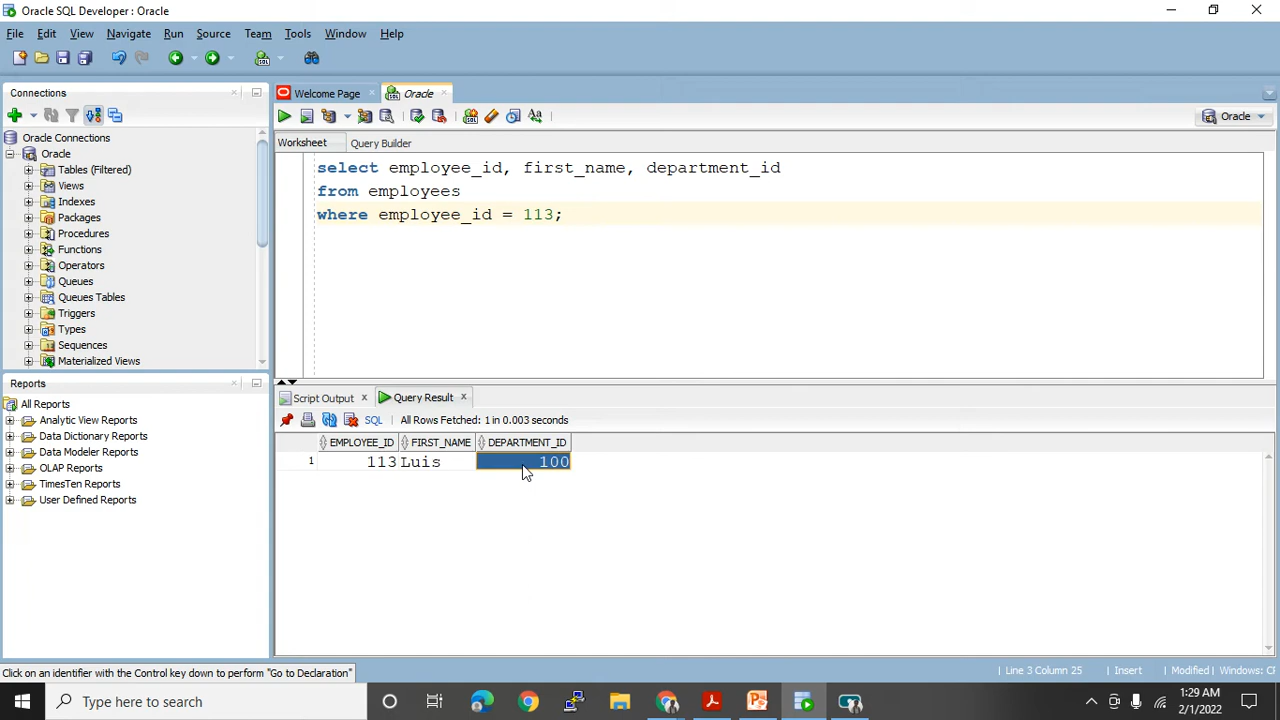 Oracle SQL Developer : Oracle
File Edit View Navigate Run Source Team Tools Window Help
Connections
Oracle Connections
Oracle
Tables (Filtered)
Views
Indexes
Packages
Procedures
Functions
Operators
Queues
Queues Tables
Triggers
Types
Sequences
Materialized Views
Reports
All Reports
Analytic View Reports
Data Dictionary Reports
Data Modeler Reports
OLAP Reports
TimesTen Reports
User Defined Reports
Welcome Page Oracle
Oracle
Worksheet Query Builder
select employee_id, first_name, department_id
from employees
where employee_id = 113;
Script Output Query Result
SQL All Rows Fetched: 1 in 0.003 seconds
EMPLOYEE_ID FIRST_NAME DEPARTMENT_ID
1 113 Luis 100
Click on an identifier with the Control key down to perform "Go to Declaration"
Line 3 Column 25 Insert Modified Windows: CF
Type here to search
1:29 AM
2/1/2022